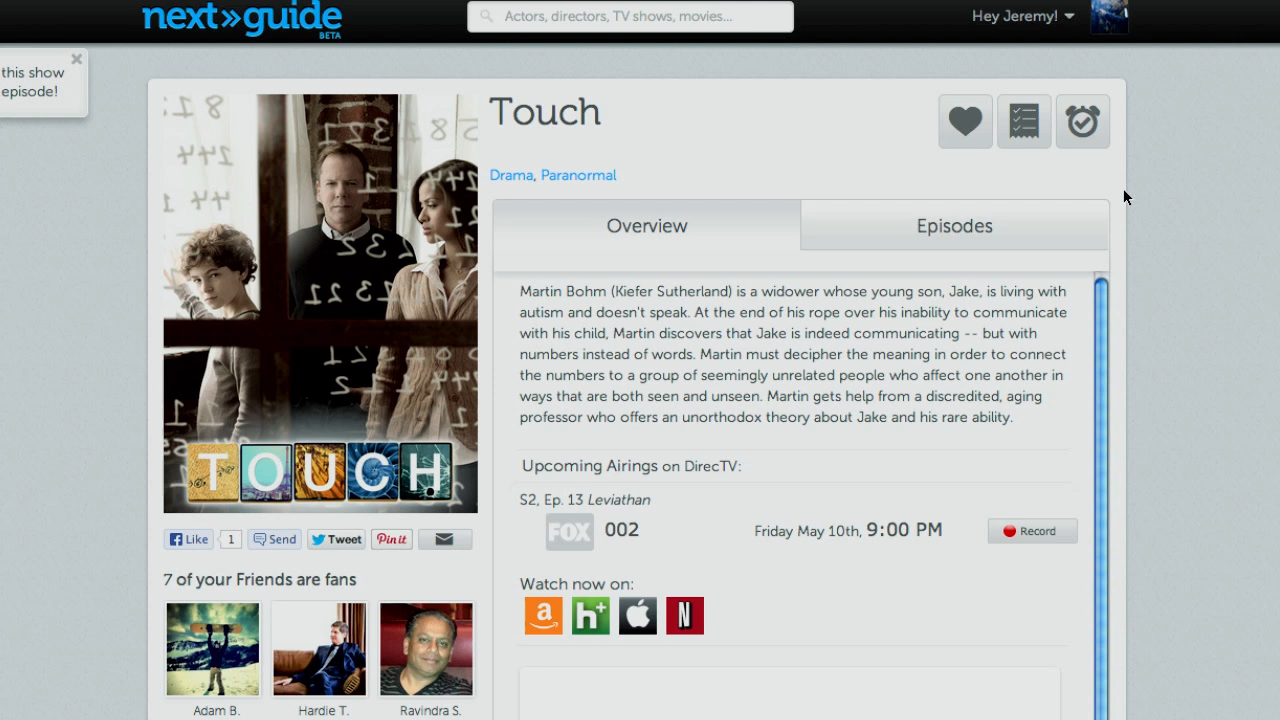 next»guide
BETA
Actors, directors, TV shows, movies...
Hey Jeremy!
this show
episode!
Touch
Drama, Paranormal
Overview
Episodes
Martin Bohm (Kiefer Sutherland) is a widower whose young son, Jake, is living with
autism and doesn't speak. At the end of his rope over his inability to communicate
with his child, Martin discovers that Jake is indeed communicating -- but with
numbers instead of words. Martin must decipher the meaning in order to connect
the numbers to a group of seemingly unrelated people who affect one another in
ways that are both seen and unseen. Martin gets help from a discredited, aging
professor who offers an unorthodox theory about Jake and his rare ability.
TOUCH
Upcoming Airings on DirecTV:
S2, Ep. 13 Leviathan
FOX 002 Friday May 10th, 9:00 PM Record
Like 1 Send Tweet Pin it
7 of your Friends are fans
Watch now on:
a h+ N
Adam B. Hardie T. Ravindra S.